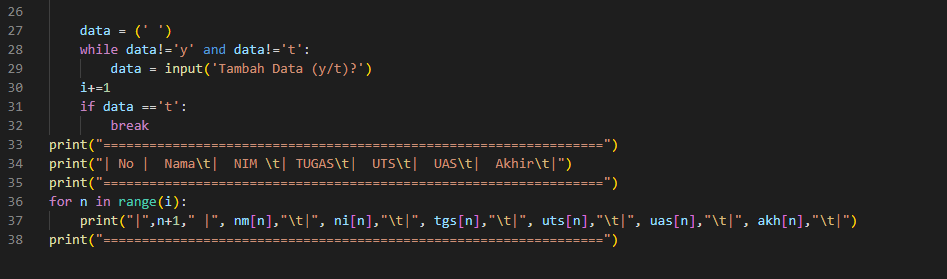 26
27 data = (' ')
28 while data!='y' and data!='t':
29 data = input('Tambah Data (y/t)?')
30 i+=1
31 if data =='t':
32 break
33 print("=================================================================")
34 print("| No |  Nama\t|  NIM \t| TUGAS\t|  UTS\t|  UAS\t|  Akhir\t|")
35 print("=================================================================")
36 for n in range(i):
37 print("|",n+1," |", nm[n],"\t|", ni[n],"\t|", tgs[n],"\t|", uts[n],"\t|", uas[n],"\t|", akh[n],"\t|")
38 print("=================================================================")